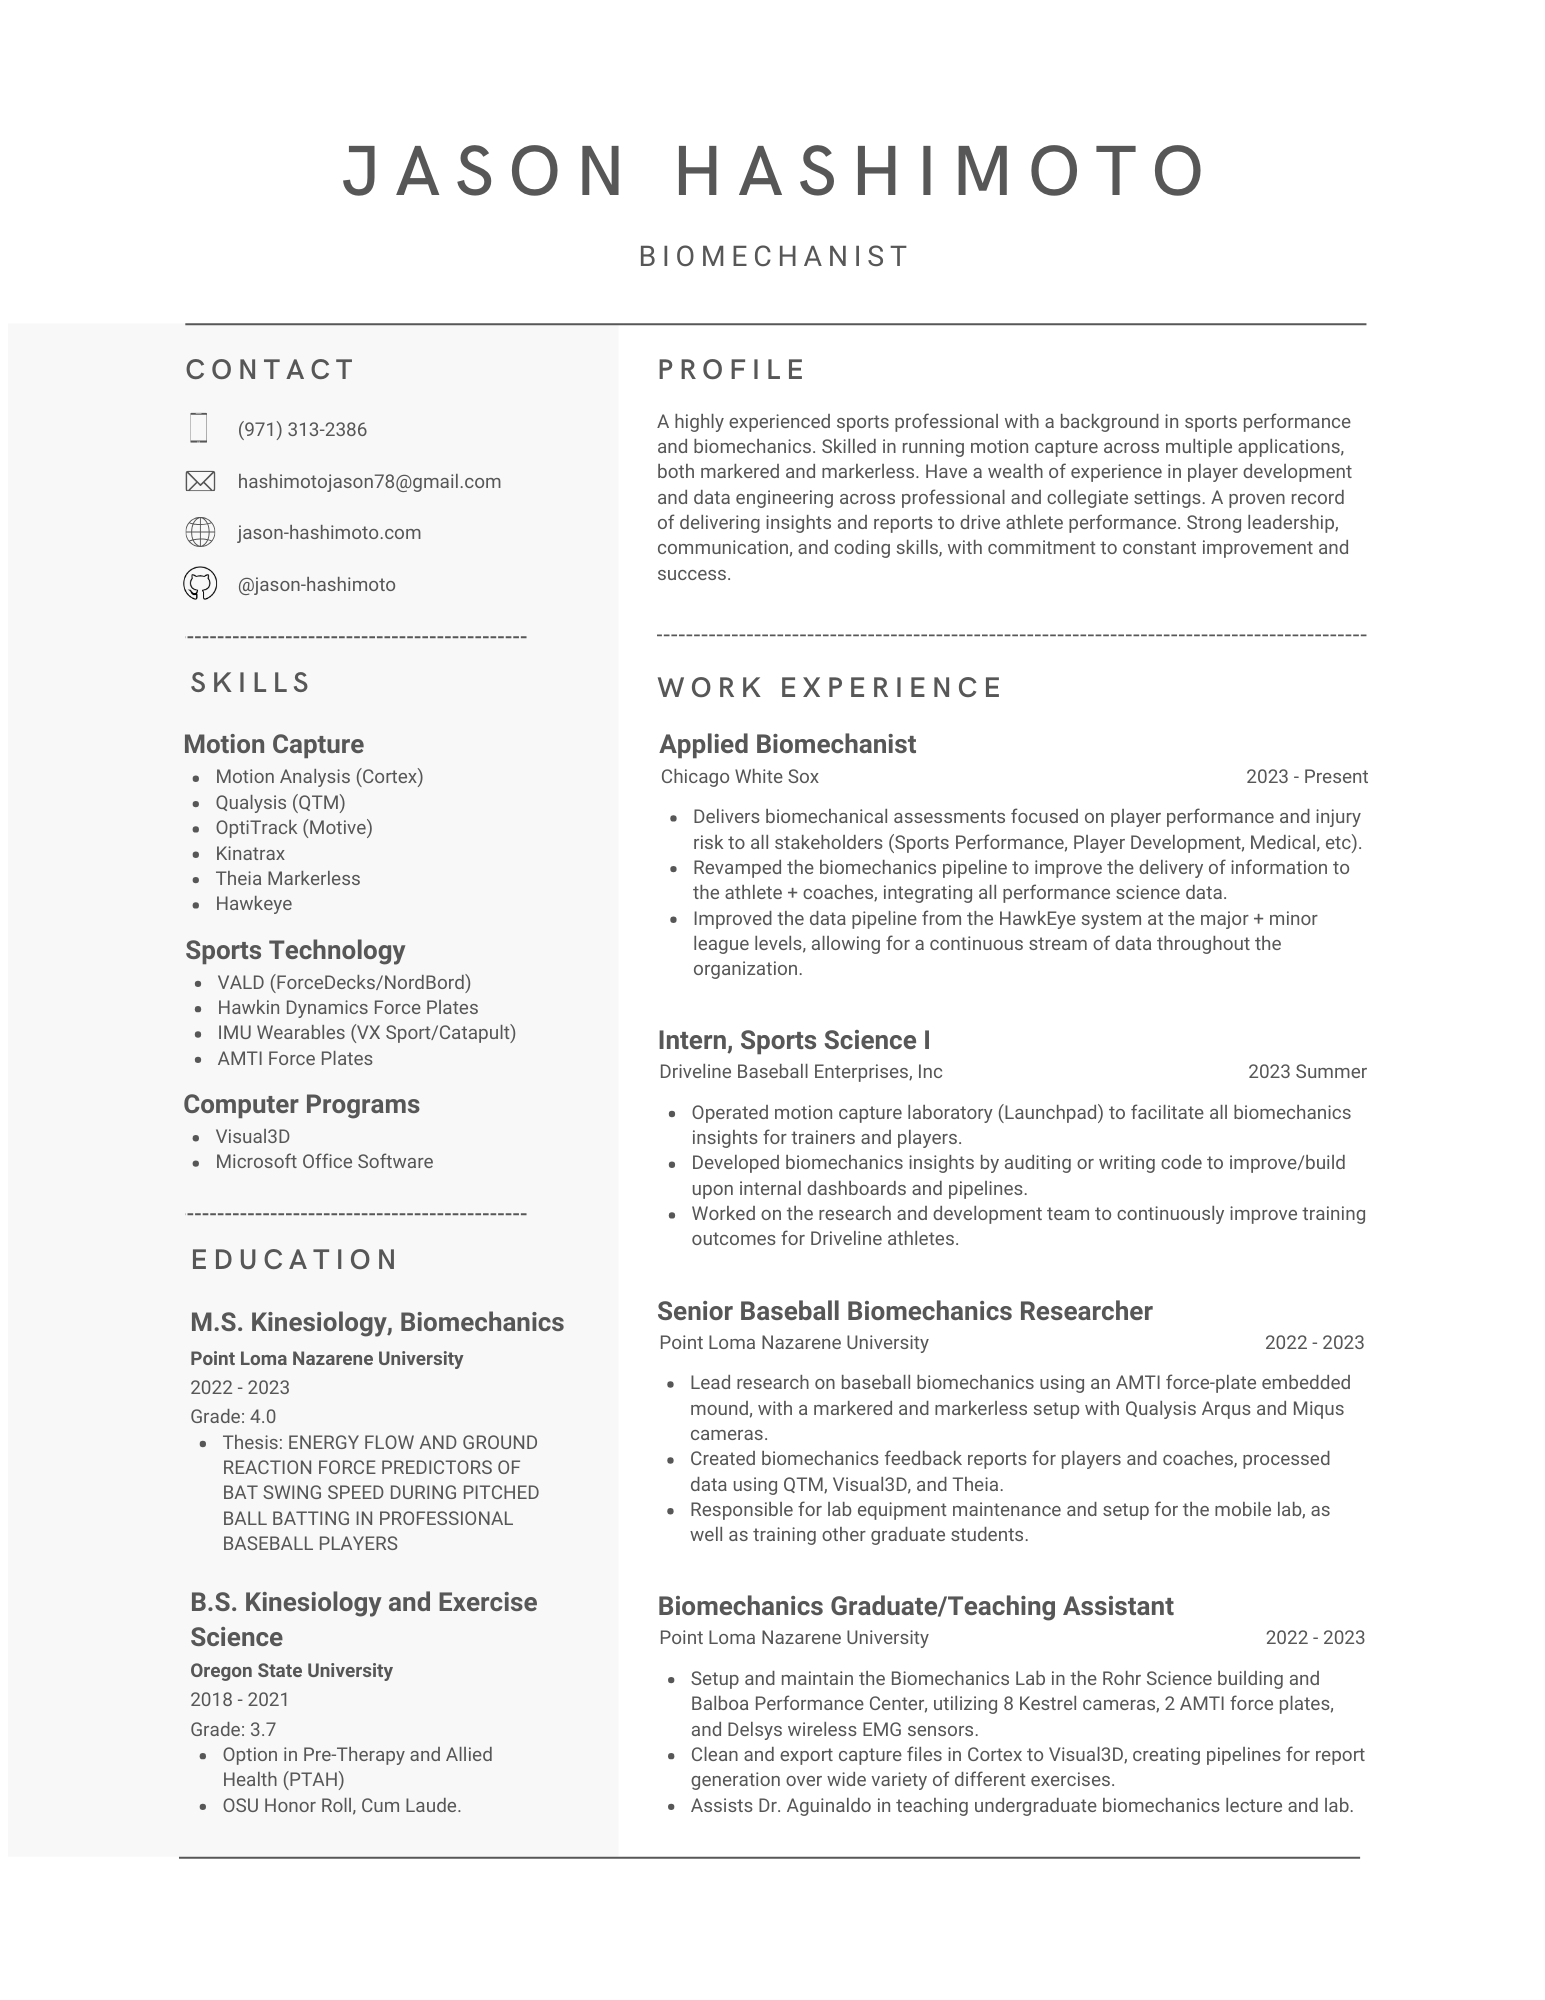 JASON HASHIMOTO
BIOMECHANIST
CONTACT
(971) 313-2386
hashimotojason78@gmail.com
jason-hashimoto.com
@jason-hashimoto
SKILLS
Motion Capture
• Motion Analysis (Cortex)
• Qualysis (QTM)
• OptiTrack (Motive)
• Kinatrax
• Theia Markerless
• Hawkeye
Sports Technology
• VALD (ForceDecks/NordBord)
• Hawkin Dynamics Force Plates
• IMU Wearables (VX Sport/Catapult)
• AMTI Force Plates
Computer Programs
• Visual3D
• Microsoft Office Software
EDUCATION
M.S. Kinesiology, Biomechanics
Point Loma Nazarene University
2022 - 2023
Grade: 4.0
• Thesis: ENERGY FLOW AND GROUND
REACTION FORCE PREDICTORS OF
BAT SWING SPEED DURING PITCHED
BALL BATTING IN PROFESSIONAL
BASEBALL PLAYERS
B.S. Kinesiology and Exercise
Science
Oregon State University
2018 - 2021
Grade: 3.7
• Option in Pre-Therapy and Allied
Health (PTAH)
• OSU Honor Roll, Cum Laude.
PROFILE
A highly experienced sports professional with a background in sports performance
and biomechanics. Skilled in running motion capture across multiple applications,
both markered and markerless. Have a wealth of experience in player development
and data engineering across professional and collegiate settings. A proven record
of delivering insights and reports to drive athlete performance. Strong leadership,
communication, and coding skills, with commitment to constant improvement and
success.
WORK EXPERIENCE
Applied Biomechanist
Chicago White Sox 2023 - Present
• Delivers biomechanical assessments focused on player performance and injury
risk to all stakeholders (Sports Performance, Player Development, Medical, etc).
• Revamped the biomechanics pipeline to improve the delivery of information to
the athlete + coaches, integrating all performance science data.
• Improved the data pipeline from the HawkEye system at the major + minor
league levels, allowing for a continuous stream of data throughout the
organization.
Intern, Sports Science I
Driveline Baseball Enterprises, Inc 2023 Summer
• Operated motion capture laboratory (Launchpad) to facilitate all biomechanics
insights for trainers and players.
• Developed biomechanics insights by auditing or writing code to improve/build
upon internal dashboards and pipelines.
• Worked on the research and development team to continuously improve training
outcomes for Driveline athletes.
Senior Baseball Biomechanics Researcher
Point Loma Nazarene University 2022 - 2023
• Lead research on baseball biomechanics using an AMTI force-plate embedded
mound, with a markered and markerless setup with Qualysis Arqus and Miqus
cameras.
• Created biomechanics feedback reports for players and coaches, processed
data using QTM, Visual3D, and Theia.
• Responsible for lab equipment maintenance and setup for the mobile lab, as
well as training other graduate students.
Biomechanics Graduate/Teaching Assistant
Point Loma Nazarene University 2022 - 2023
• Setup and maintain the Biomechanics Lab in the Rohr Science building and
Balboa Performance Center, utilizing 8 Kestrel cameras, 2 AMTI force plates,
and Delsys wireless EMG sensors.
• Clean and export capture files in Cortex to Visual3D, creating pipelines for report
generation over wide variety of different exercises.
• Assists Dr. Aguinaldo in teaching undergraduate biomechanics lecture and lab.